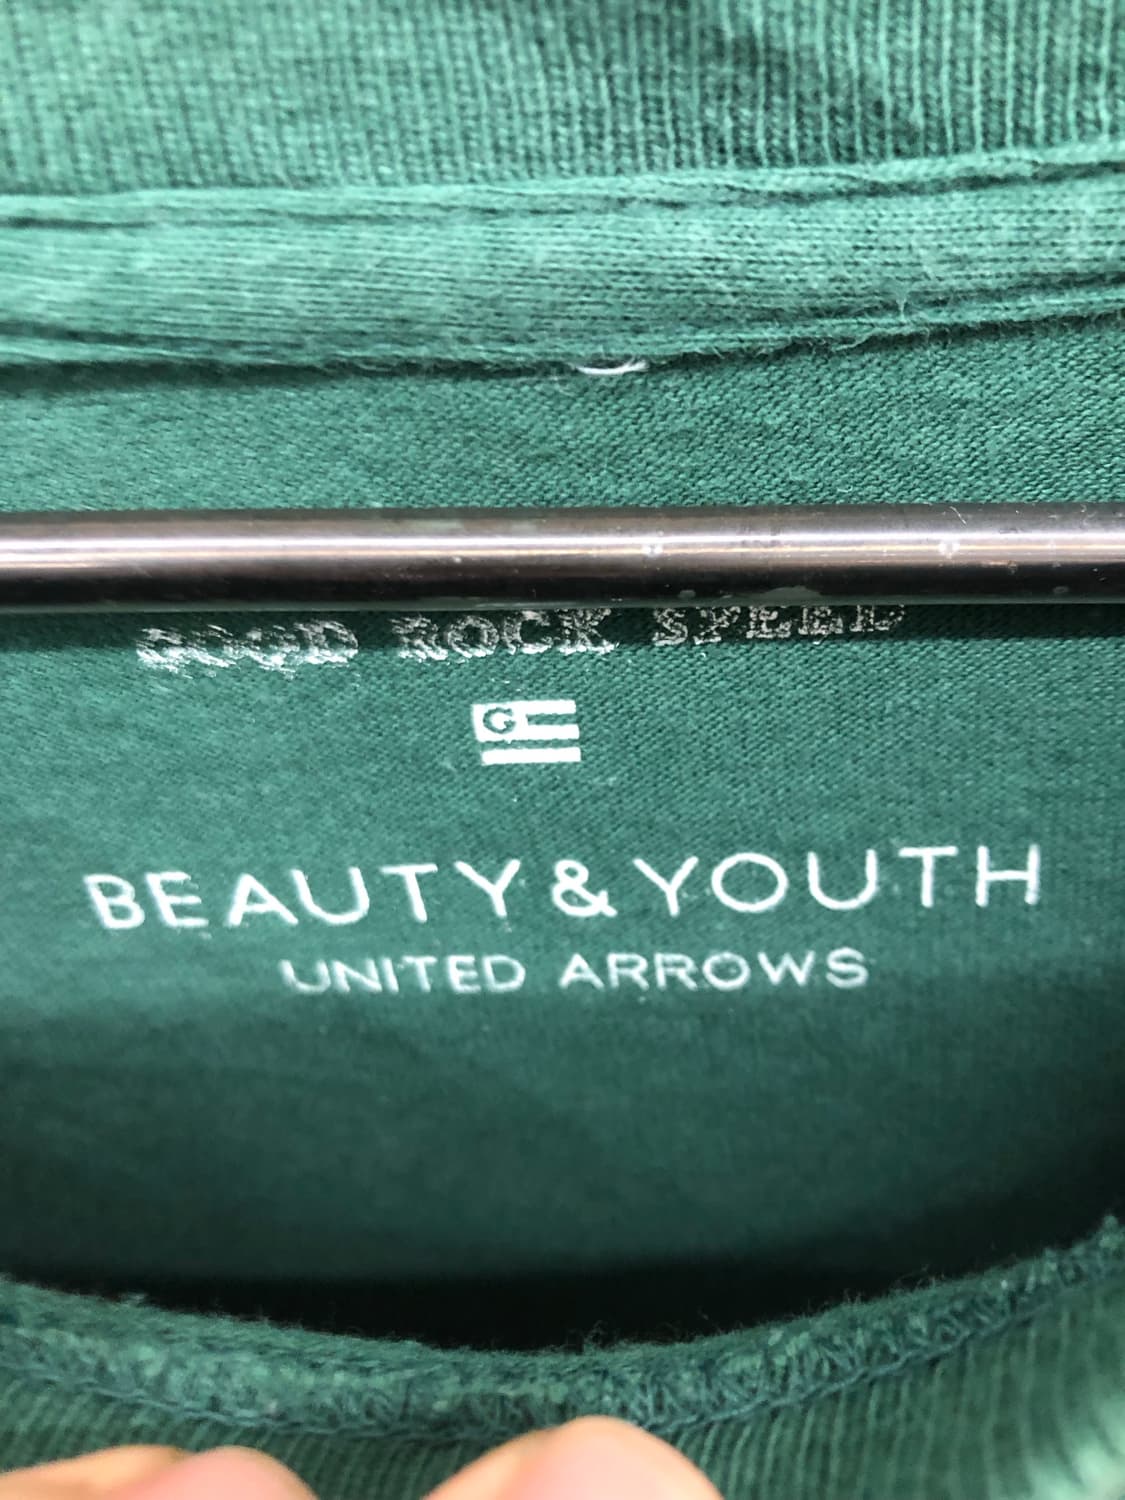 GOOD ROCK SPEED
G
BEAUTY & YOUTH
UNITED ARROWS